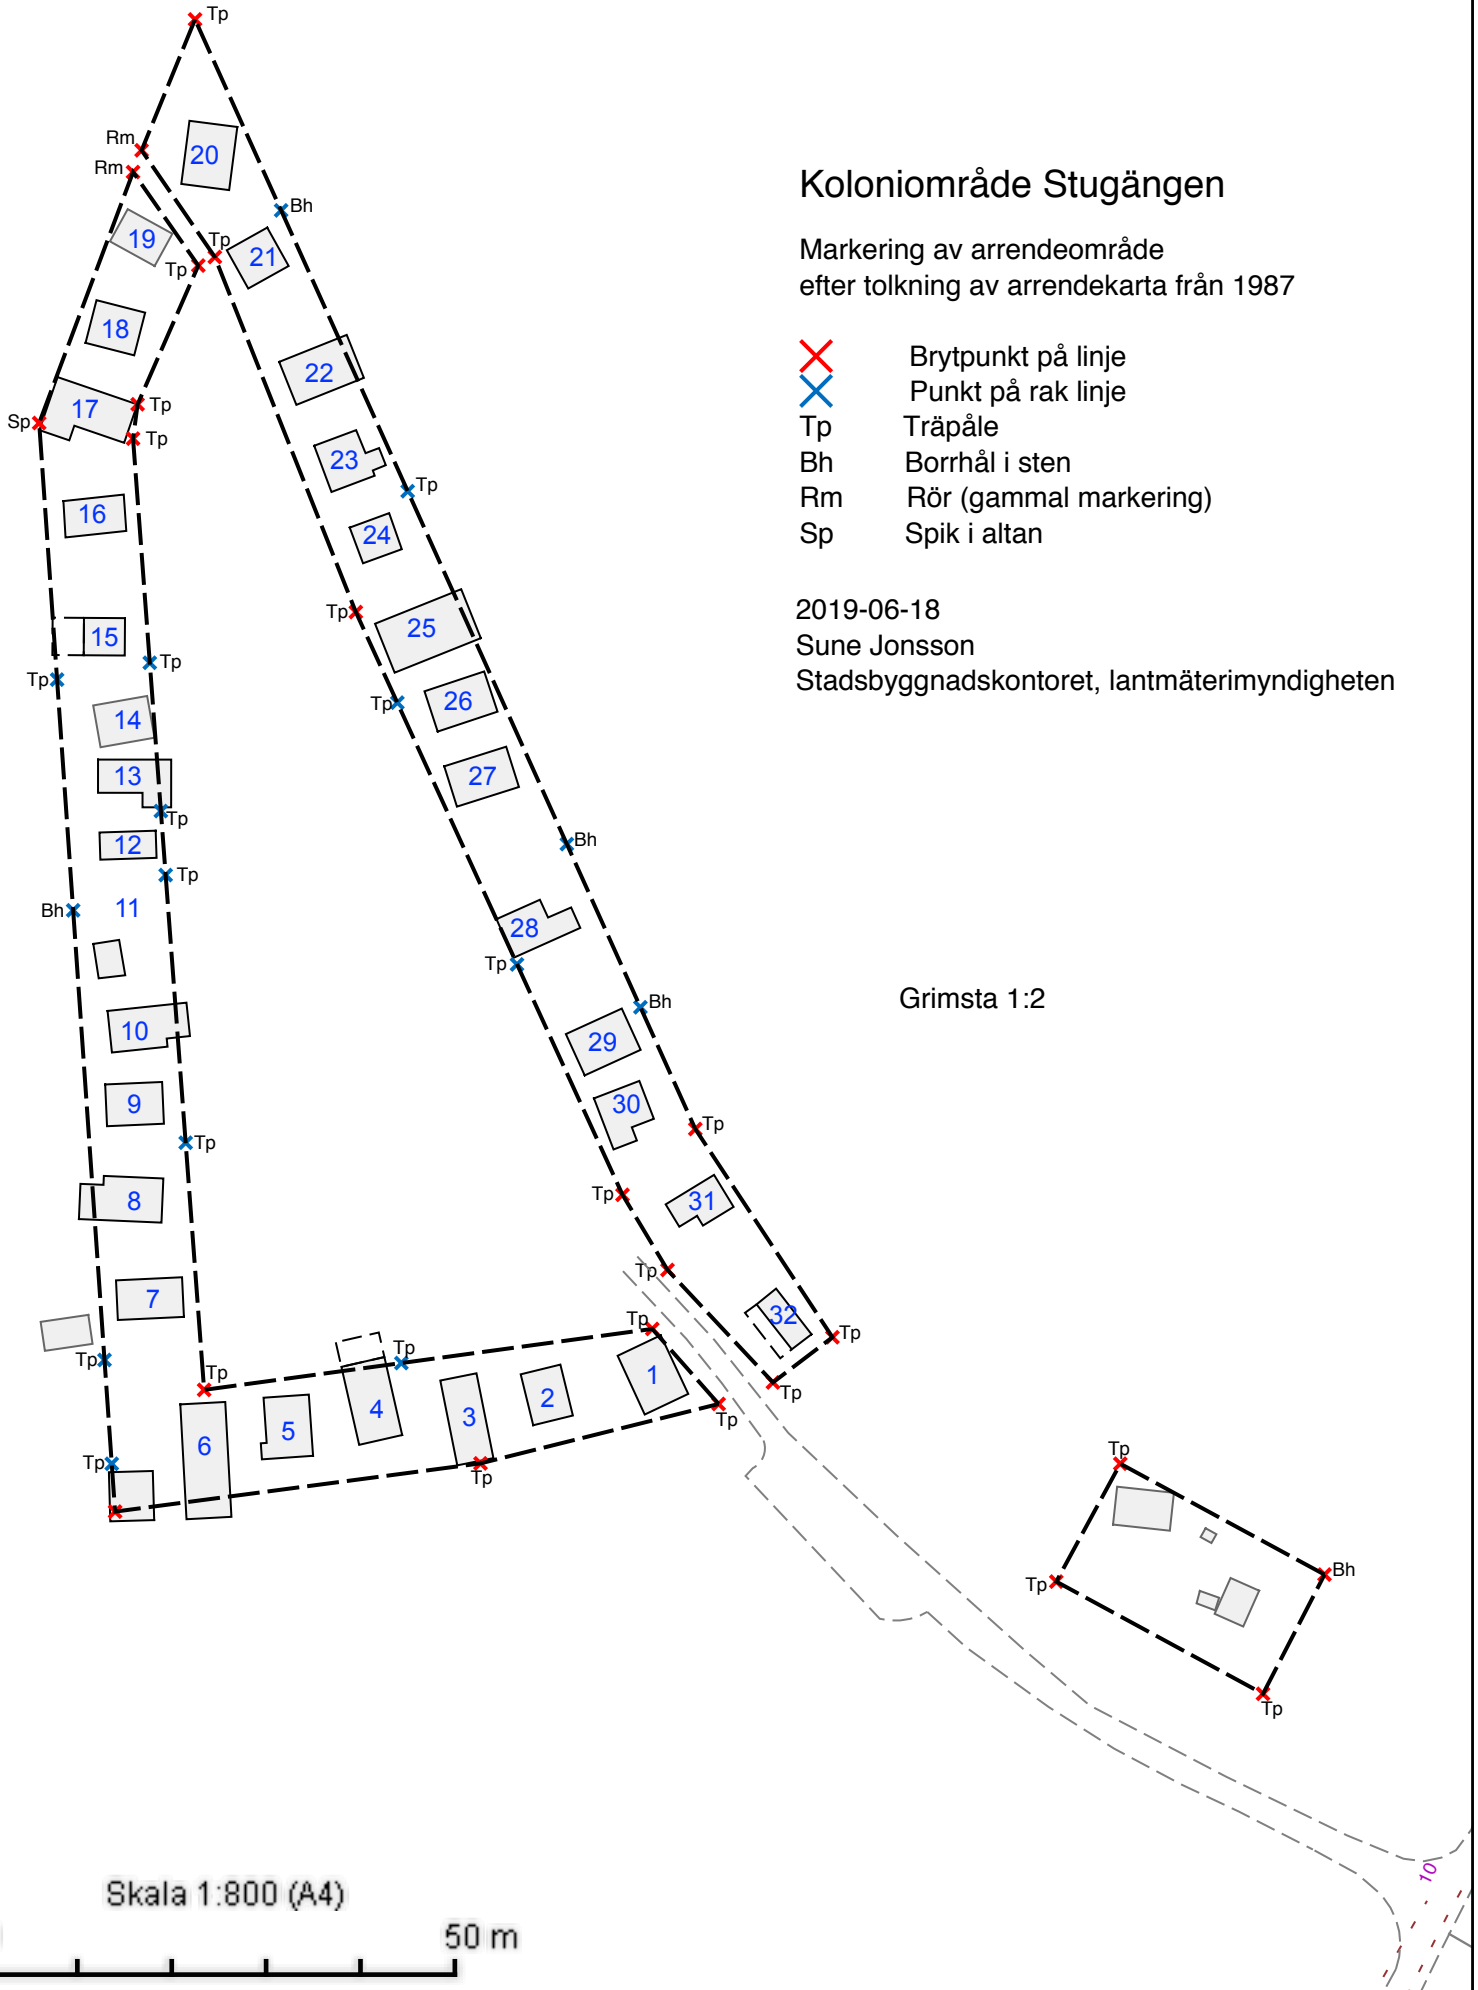 Tp
Rm
20
Rm
Bh
19
Tp
21
Tp
18
22
17
Tp
Sp
Tp
23
Tp
16
24
Tp
25
15
Tp
Tp
26
Tp
14
27
13
Tp
Bh
12
Tp
11
Bh
28
Tp
Bh
10
29
9
30
Tp
Tp
8
Tp
31
Tp
7
32
Tp
Tp
Tp
Tp
Tp
1
Tp
2
4
3
5
6
Tp
Tp
Tp
Koloniområde Stugängen
Markering av arrendeområde
efter tolkning av arrendekarta från 1987
Brytpunkt på linje
Punkt på rak linje
Tp Träpåle
Bh Borrhål i sten
Rm Rör (gammal markering)
Sp Spik i altan
2019-06-18
Sune Jonsson
Stadsbyggnadskontoret, lantmäterimyndigheten
Grimsta 1:2
Tp
Bh
Tp
Tp
10
Skala 1:800 (A4)
50 m